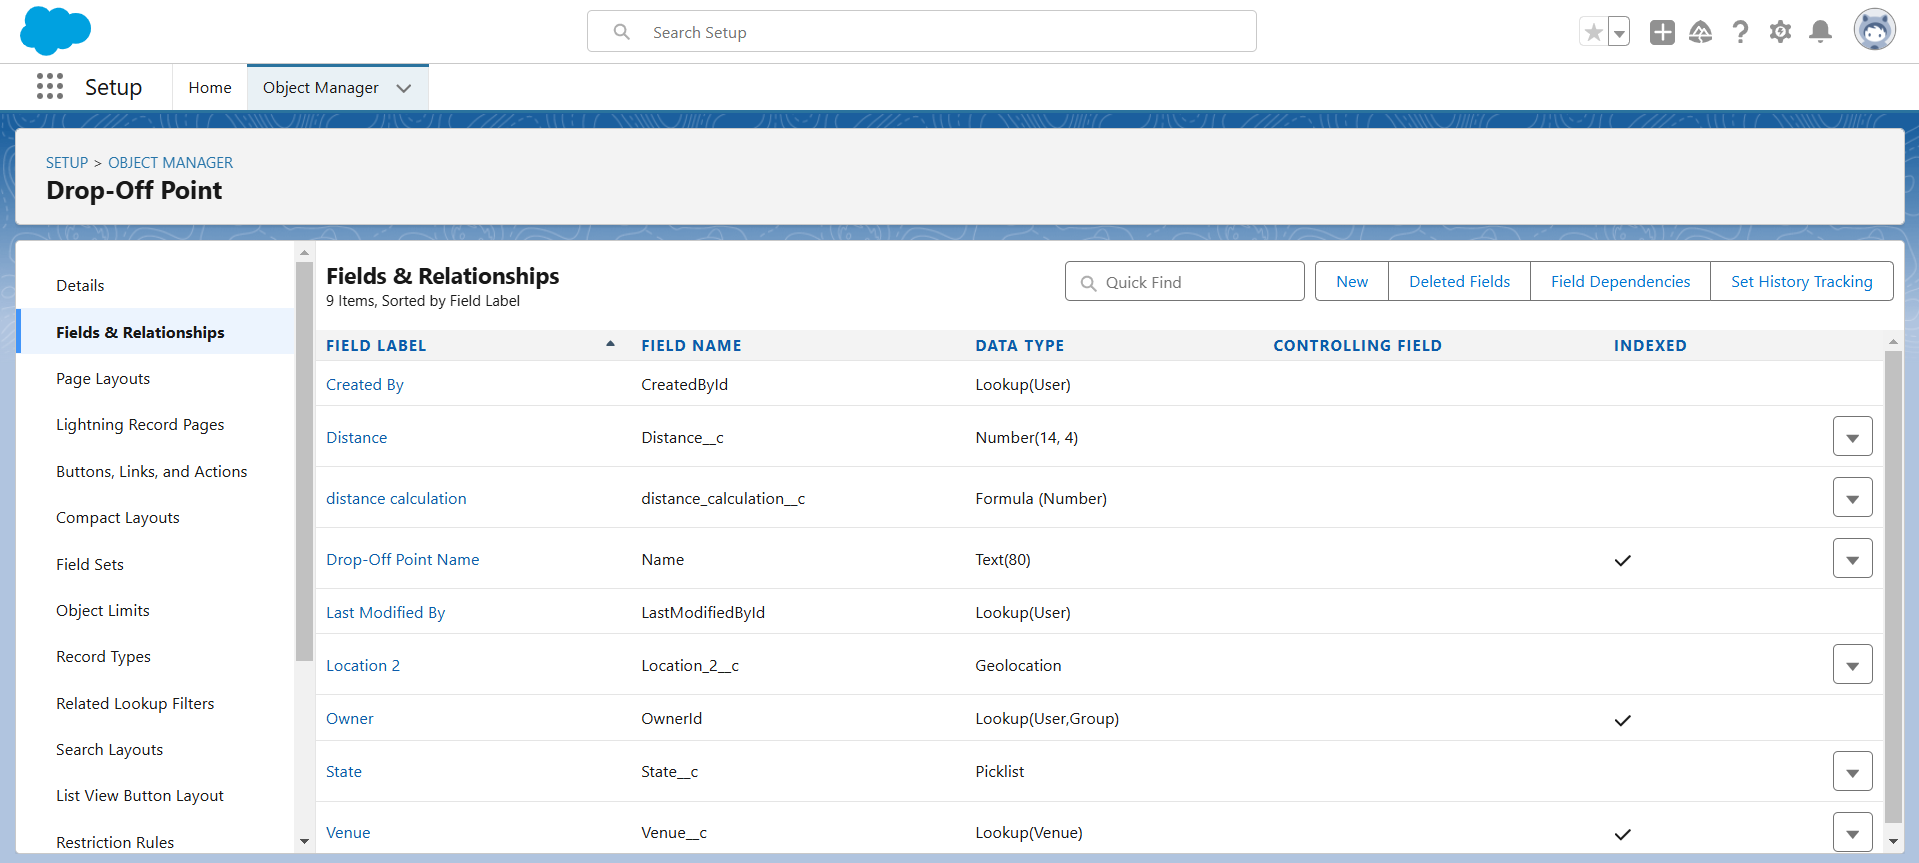 Search Setup
Setup
Home
Object Manager
SETUP > OBJECT MANAGER
Drop-Off Point
Details
Fields & Relationships
Page Layouts
Lightning Record Pages
Buttons, Links, and Actions
Compact Layouts
Field Sets
Object Limits
Record Types
Related Lookup Filters
Search Layouts
List View Button Layout
Restriction Rules
Fields & Relationships
9 Items, Sorted by Field Label
Quick Find
New
Deleted Fields
Field Dependencies
Set History Tracking
FIELD LABEL FIELD NAME DATA TYPE CONTROLLING FIELD INDEXED
Created By CreatedById Lookup(User)
Distance Distance__c Number(14, 4)
distance calculation distance_calculation__c Formula (Number)
Drop-Off Point Name Name Text(80)
Last Modified By LastModifiedById Lookup(User)
Location 2 Location_2__c Geolocation
Owner OwnerId Lookup(User,Group)
State State__c Picklist
Venue Venue__c Lookup(Venue)